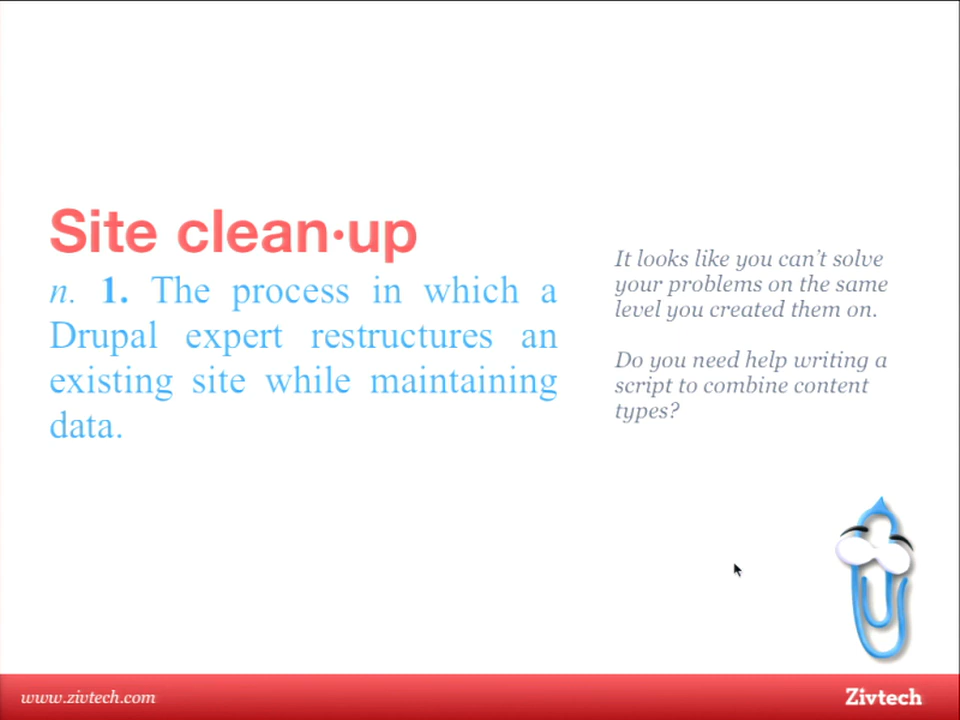 Site clean·up
n. 1. The process in which a
Drupal expert restructures an
existing site while maintaining
data.
It looks like you can’t solve
your problems on the same
level you created them on.
Do you need help writing a
script to combine content
types?
www.zivtech.com
Zivtech